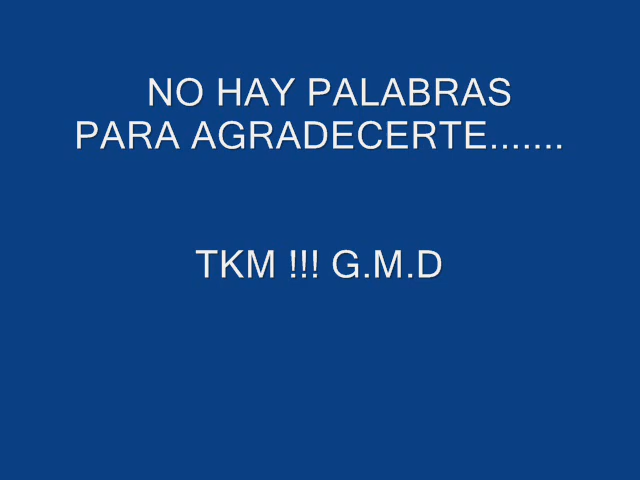 NO HAY PALABRAS
PARA AGRADECERTE.......
TKM !!! G.M.D